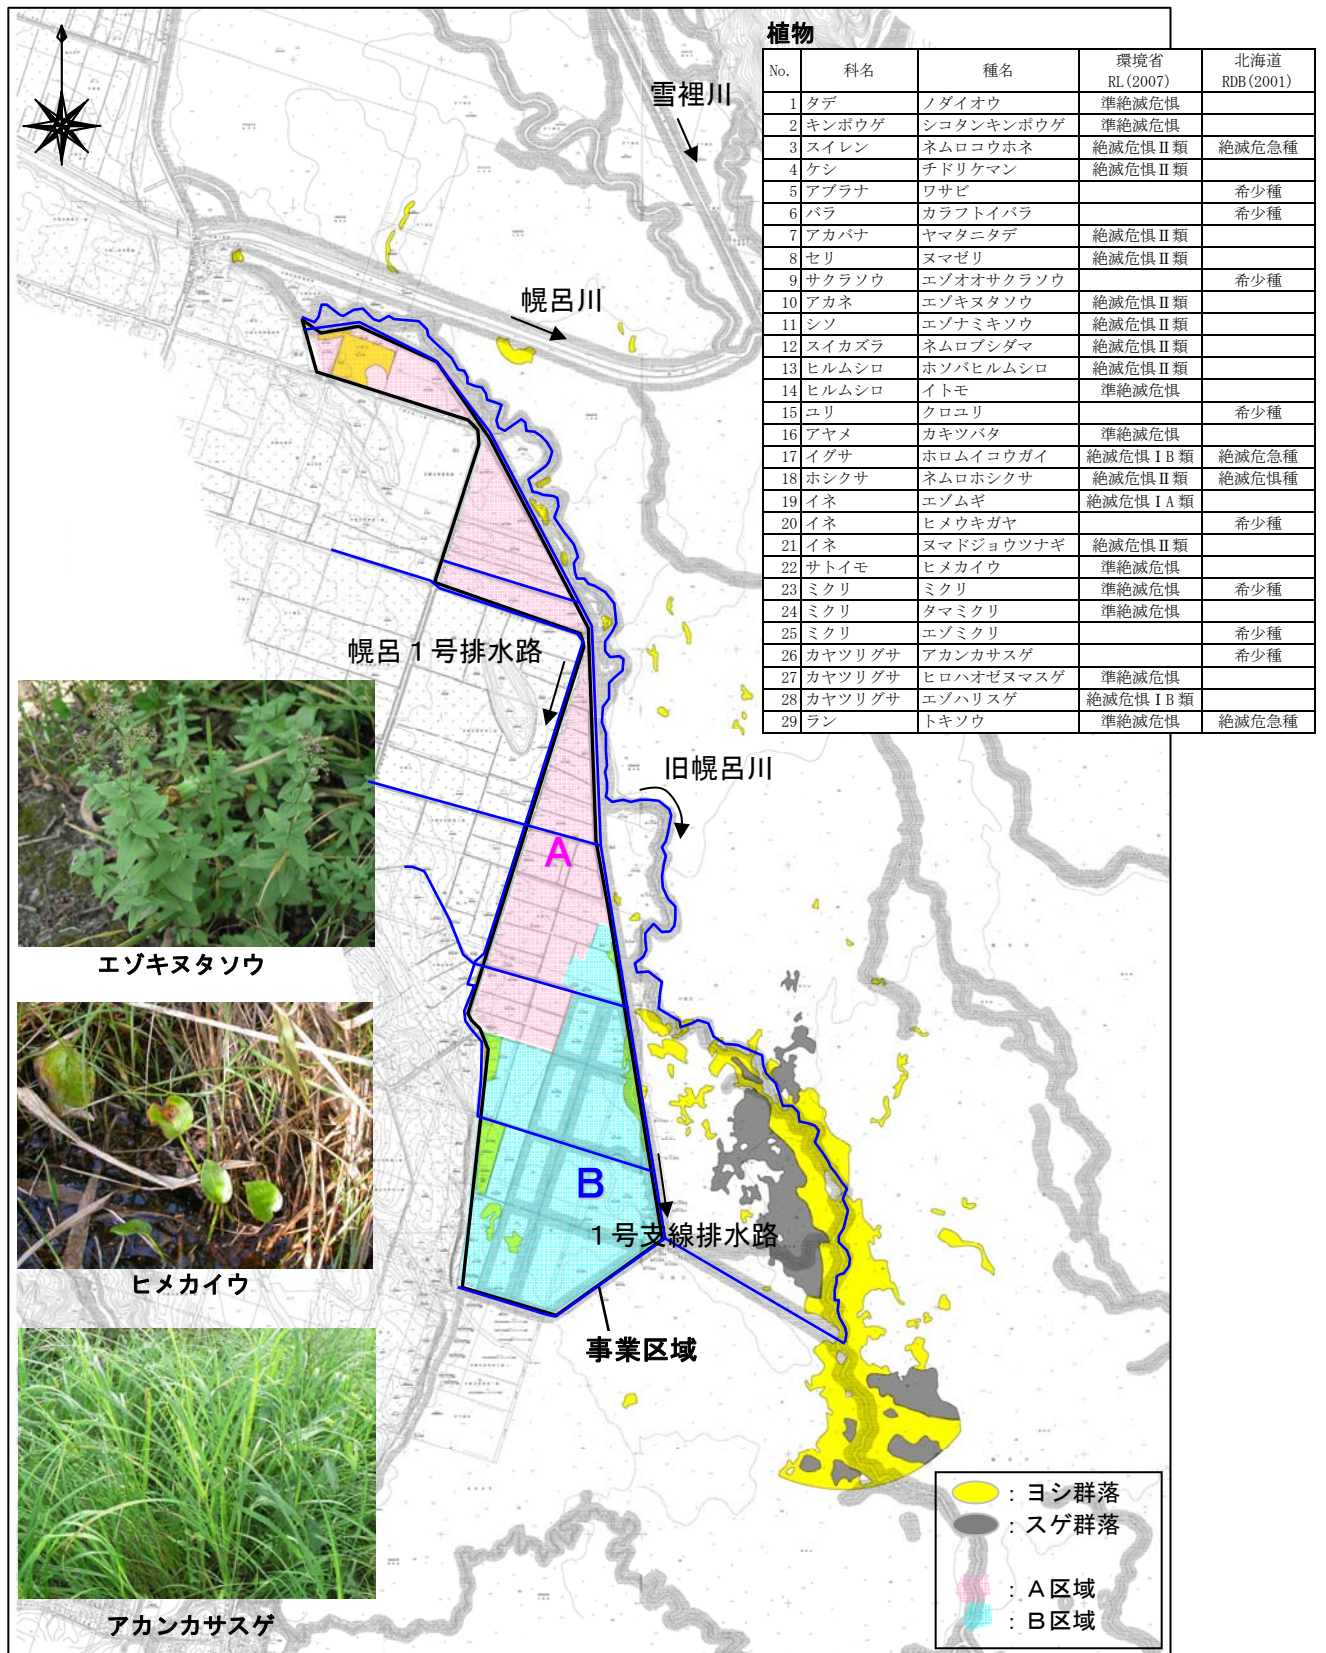 植物
No. 科名 種名 環境省 RL(2007) 北海道 RDB(2001)
1 タデ ノダイオウ 準絶滅危惧
2 キンポウゲ シコタンキンポウゲ 準絶滅危惧
3 スイレン ネムロコウホネ 絶滅危惧Ⅱ類 絶滅危急種
4 ケシ チドリケマン 絶滅危惧Ⅱ類
5 アブラナ ワサビ 希少種
6 バラ カラフトイバラ 希少種
7 アカバナ ヤマタニタデ 絶滅危惧Ⅱ類
8 セリ ヌマゼリ 絶滅危惧Ⅱ類
9 サクラソウ エゾオオサクラソウ 希少種
10 アカネ エゾキヌタソウ 絶滅危惧Ⅱ類
11 シソ エゾナミキソウ 絶滅危惧Ⅱ類
12 スイカズラ ネムロブシダマ 絶滅危惧Ⅱ類
13 ヒルムシロ ホソバヒルムシロ 絶滅危惧Ⅱ類
14 ヒルムシロ イトモ 準絶滅危惧
15 ユリ クロユリ 希少種
16 アヤメ カキツバタ 準絶滅危惧
17 イグサ ホロムイコウガイ 絶滅危惧ⅠB類 絶滅危急種
18 ホシクサ ネムロホシクサ 絶滅危惧Ⅱ類 絶滅危惧種
19 イネ エゾムギ 絶滅危惧ⅠA類
20 イネ ヒメウキガヤ 希少種
21 イネ ヌマドジョウツナギ 絶滅危惧Ⅱ類
22 サトイモ ヒメカイウ 準絶滅危惧
23 ミクリ ミクリ 準絶滅危惧 希少種
24 ミクリ タマミクリ 準絶滅危惧
25 ミクリ エゾミクリ 希少種
26 カヤツリグサ アカンカサスゲ 希少種
27 カヤツリグサ ヒロハオゼヌマスゲ 準絶滅危惧
28 カヤツリグサ エゾハリスゲ 絶滅危惧ⅠB類
29 ラン トキソウ 準絶滅危惧 絶滅危急種
雪裡川
幌呂川
幌呂1号排水路
旧幌呂川
A
エゾキヌタソウ
B
1号支線排水路
ヒメカイウ
事業区域
アカンカサスゲ
：ヨシ群落
：スゲ群落
：A区域
：B区域